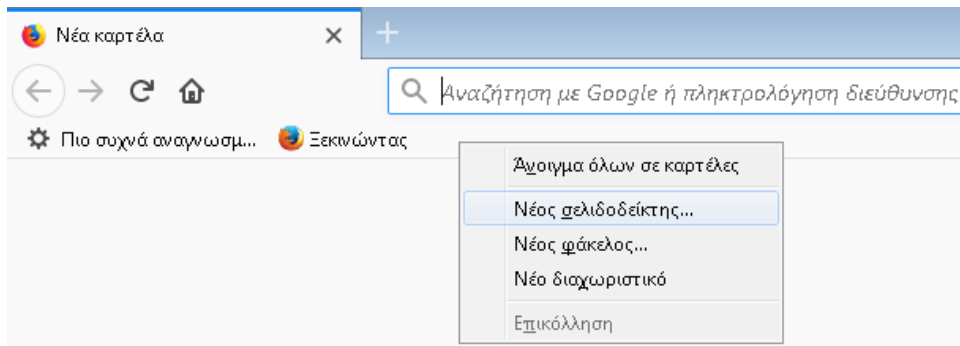 Νέα καρτέλα
Αναζήτηση με Google ή πληκτρολόγηση διεύθυνσης
Πιο συχνά αναγνωσμ... Ξεκινώντας
Άνοιγμα όλων σε καρτέλες
Νέος σελιδοδείκτης...
Νέος φάκελος...
Νέο διαχωριστικό
Επικόλληση